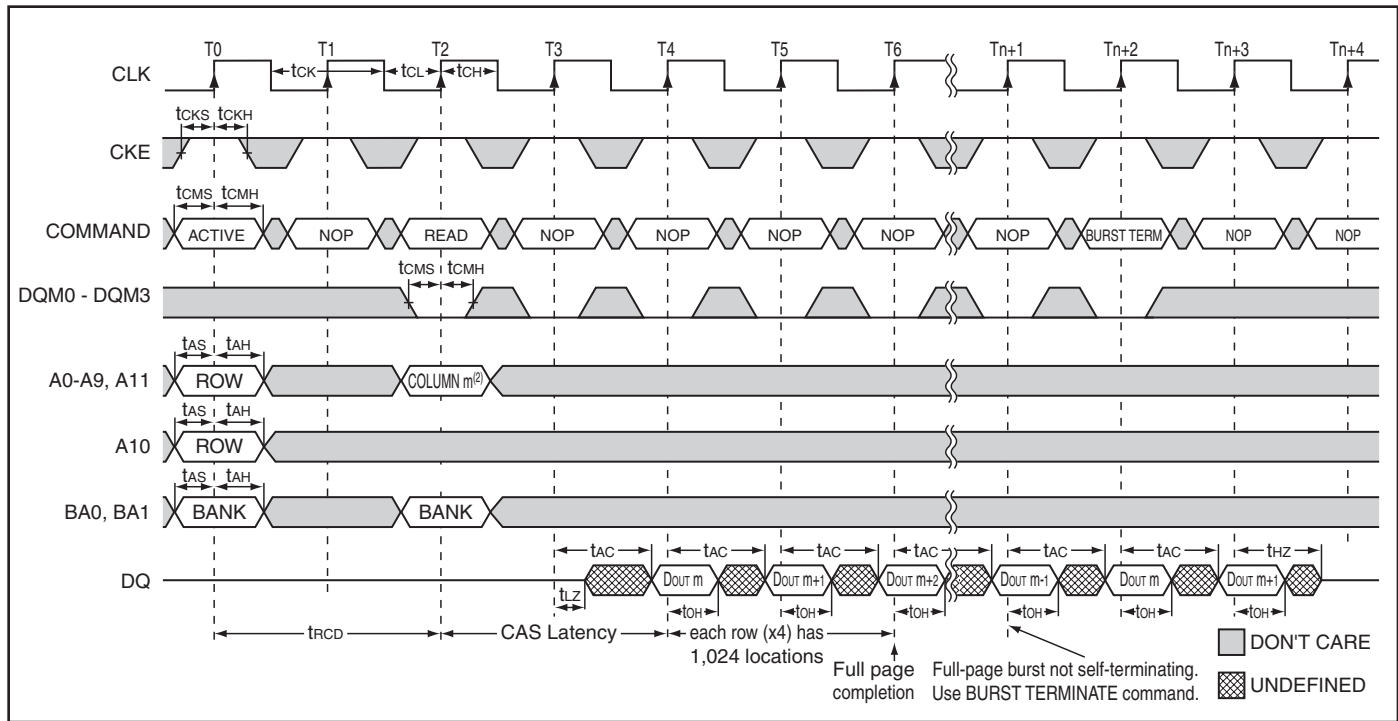 T0 T1 T2 T3 T4 T5 T6 Tn+1 Tn+2 Tn+3 Tn+4
CLK
tCK tCL tCH
tCKS tCKH
CKE
tCMS tCMH
COMMAND ACTIVE NOP READ NOP NOP NOP NOP NOP BURST TERM NOP NOP
tCMS tCMH
DQM0 - DQM3
tAS tAH
A0-A9, A11 ROW COLUMN m(2)
tAS tAH
A10 ROW
tAS tAH
BA0, BA1 BANK BANK
tAC tAC tAC tAC tAC tAC tHZ
DQ DOUT m DOUT m+1 DOUT m+2 DOUT m-1 DOUT m DOUT m+1
tLZ tOH tOH tOH tOH tOH tOH
tRCD CAS Latency each row (x4) has
1,024 locations
Full page
completion
Full-page burst not self-terminating.
Use BURST TERMINATE command.
DON'T CARE
UNDEFINED